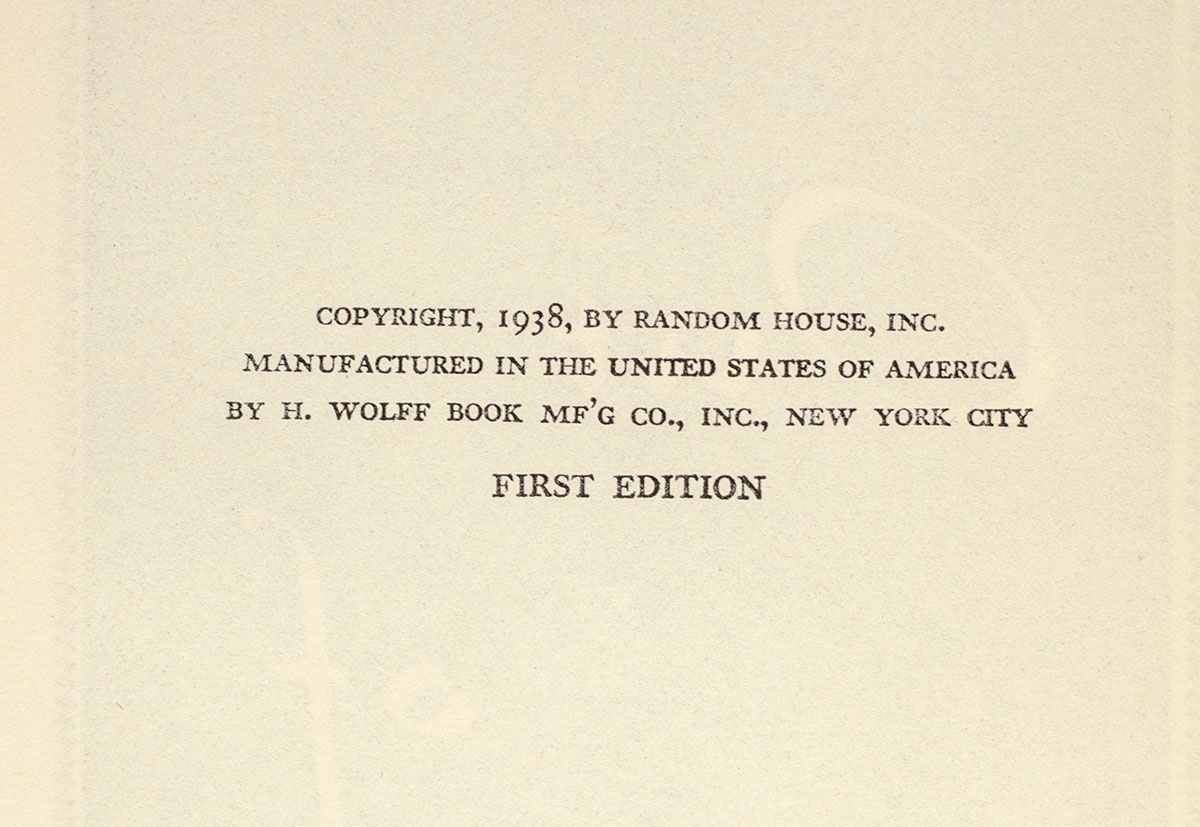 COPYRIGHT, 1938, BY RANDOM HOUSE, INC.
MANUFACTURED IN THE UNITED STATES OF AMERICA
BY H. WOLFF BOOK MF'G CO., INC., NEW YORK CITY
FIRST EDITION